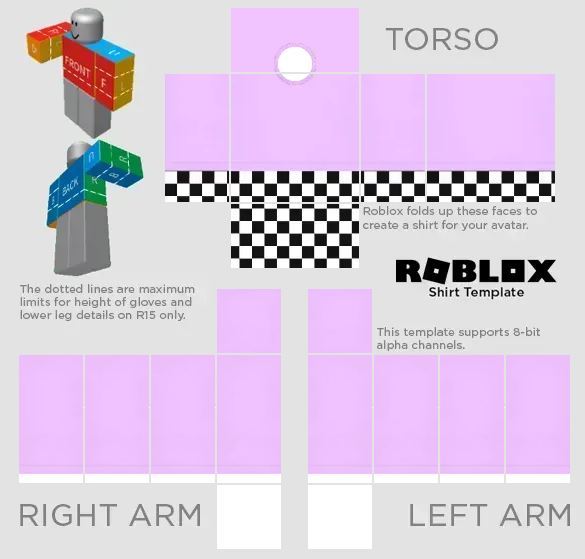 TORSO
FRONT
F
L
U
D
R
BACK
B
R
U
B
R
Roblox folds up these faces to
create a shirt for your avatar.
ROBLOX
Shirt Template
The dotted lines are maximum
limits for height of gloves and
lower leg details on R15 only.
This template supports 8-bit
alpha channels.
RIGHT ARM
LEFT ARM